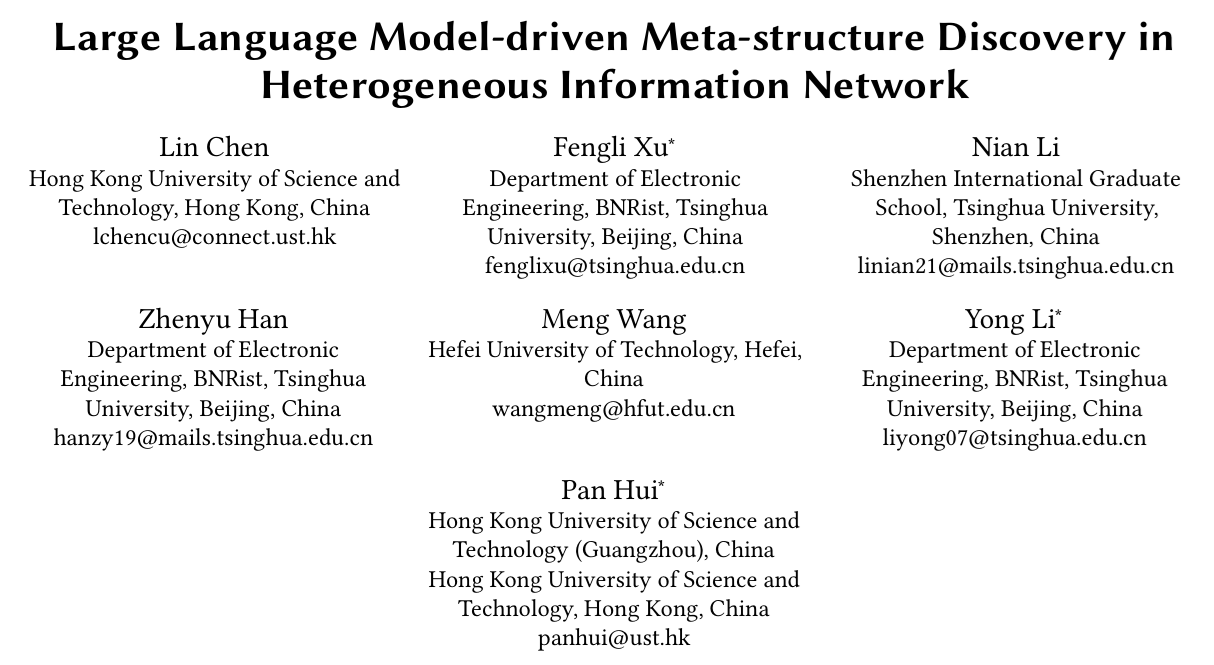 Large Language Model-driven Meta-structure Discovery in
Heterogeneous Information Network
Lin Chen
Hong Kong University of Science and
Technology, Hong Kong, China
lchencu@connect.ust.hk
Fengli Xu*
Department of Electronic
Engineering, BNRist, Tsinghua
University, Beijing, China
fenglixu@tsinghua.edu.cn
Nian Li
Shenzhen International Graduate
School, Tsinghua University,
Shenzhen, China
linian21@mails.tsinghua.edu.cn
Zhenyu Han
Department of Electronic
Engineering, BNRist, Tsinghua
University, Beijing, China
hanzy19@mails.tsinghua.edu.cn
Meng Wang
Hefei University of Technology, Hefei,
China
wangmeng@hfut.edu.cn
Yong Li*
Department of Electronic
Engineering, BNRist, Tsinghua
University, Beijing, China
liyong07@tsinghua.edu.cn
Pan Hui*
Hong Kong University of Science and
Technology (Guangzhou), China
Hong Kong University of Science and
Technology, Hong Kong, China
panhui@ust.hk